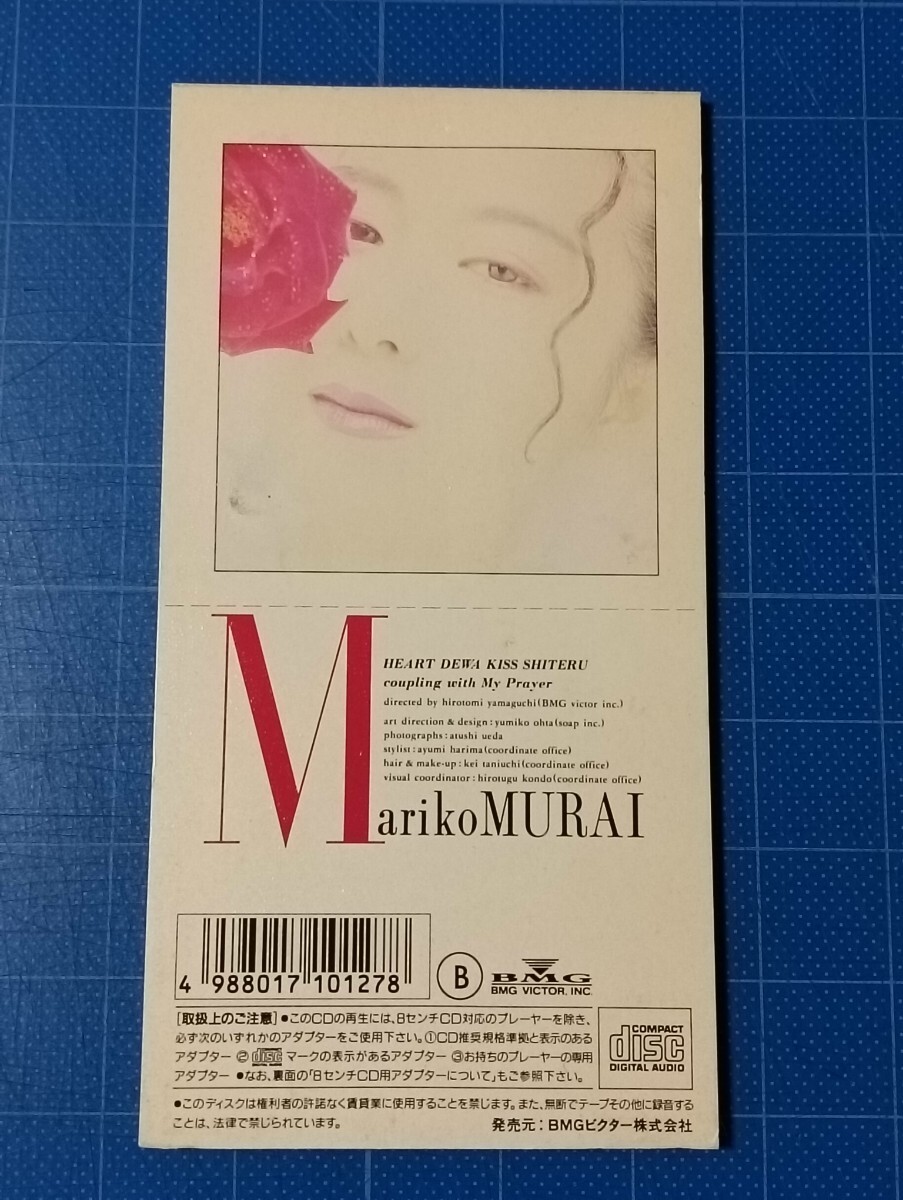 HEART DEWA KISS SHITERU
coupling with My Prayer
directed by hirotomi yamaguchi(BMG victor inc.)
art direction & design:yumiko ohta(soap inc.)
photographs:atushi ueda
stylist:ayumi harima(coordinate office)
hair & make-up:kei taniuchi(coordinate office)
visual coordinator:hirotugu kondo(coordinate office)
MarikoMURAI
4 988017 101278
B
BMG
BMG VICTOR, INC.
[取扱上のご注意] ●このCDの再生には、8センチCD対応のプレーヤーを除き、
必ず次のいずれかのアダプターをご使用下さい。①CD推奨規格準拠と表示のある
アダプター ② disc マークの表示があるアダプター ③お持ちのプレーヤーの専用
アダプター ●なお、裏面の「8センチCD用アダプターについて」もご参照下さい。
COMPACT
disc
DIGITAL AUDIO
●このディスクは権利者の許諾なく賃貸業に使用することを禁じます。また、無断でテープその他に録音する
ことは、法律で禁じられています。
発売元:BMGビクター株式会社